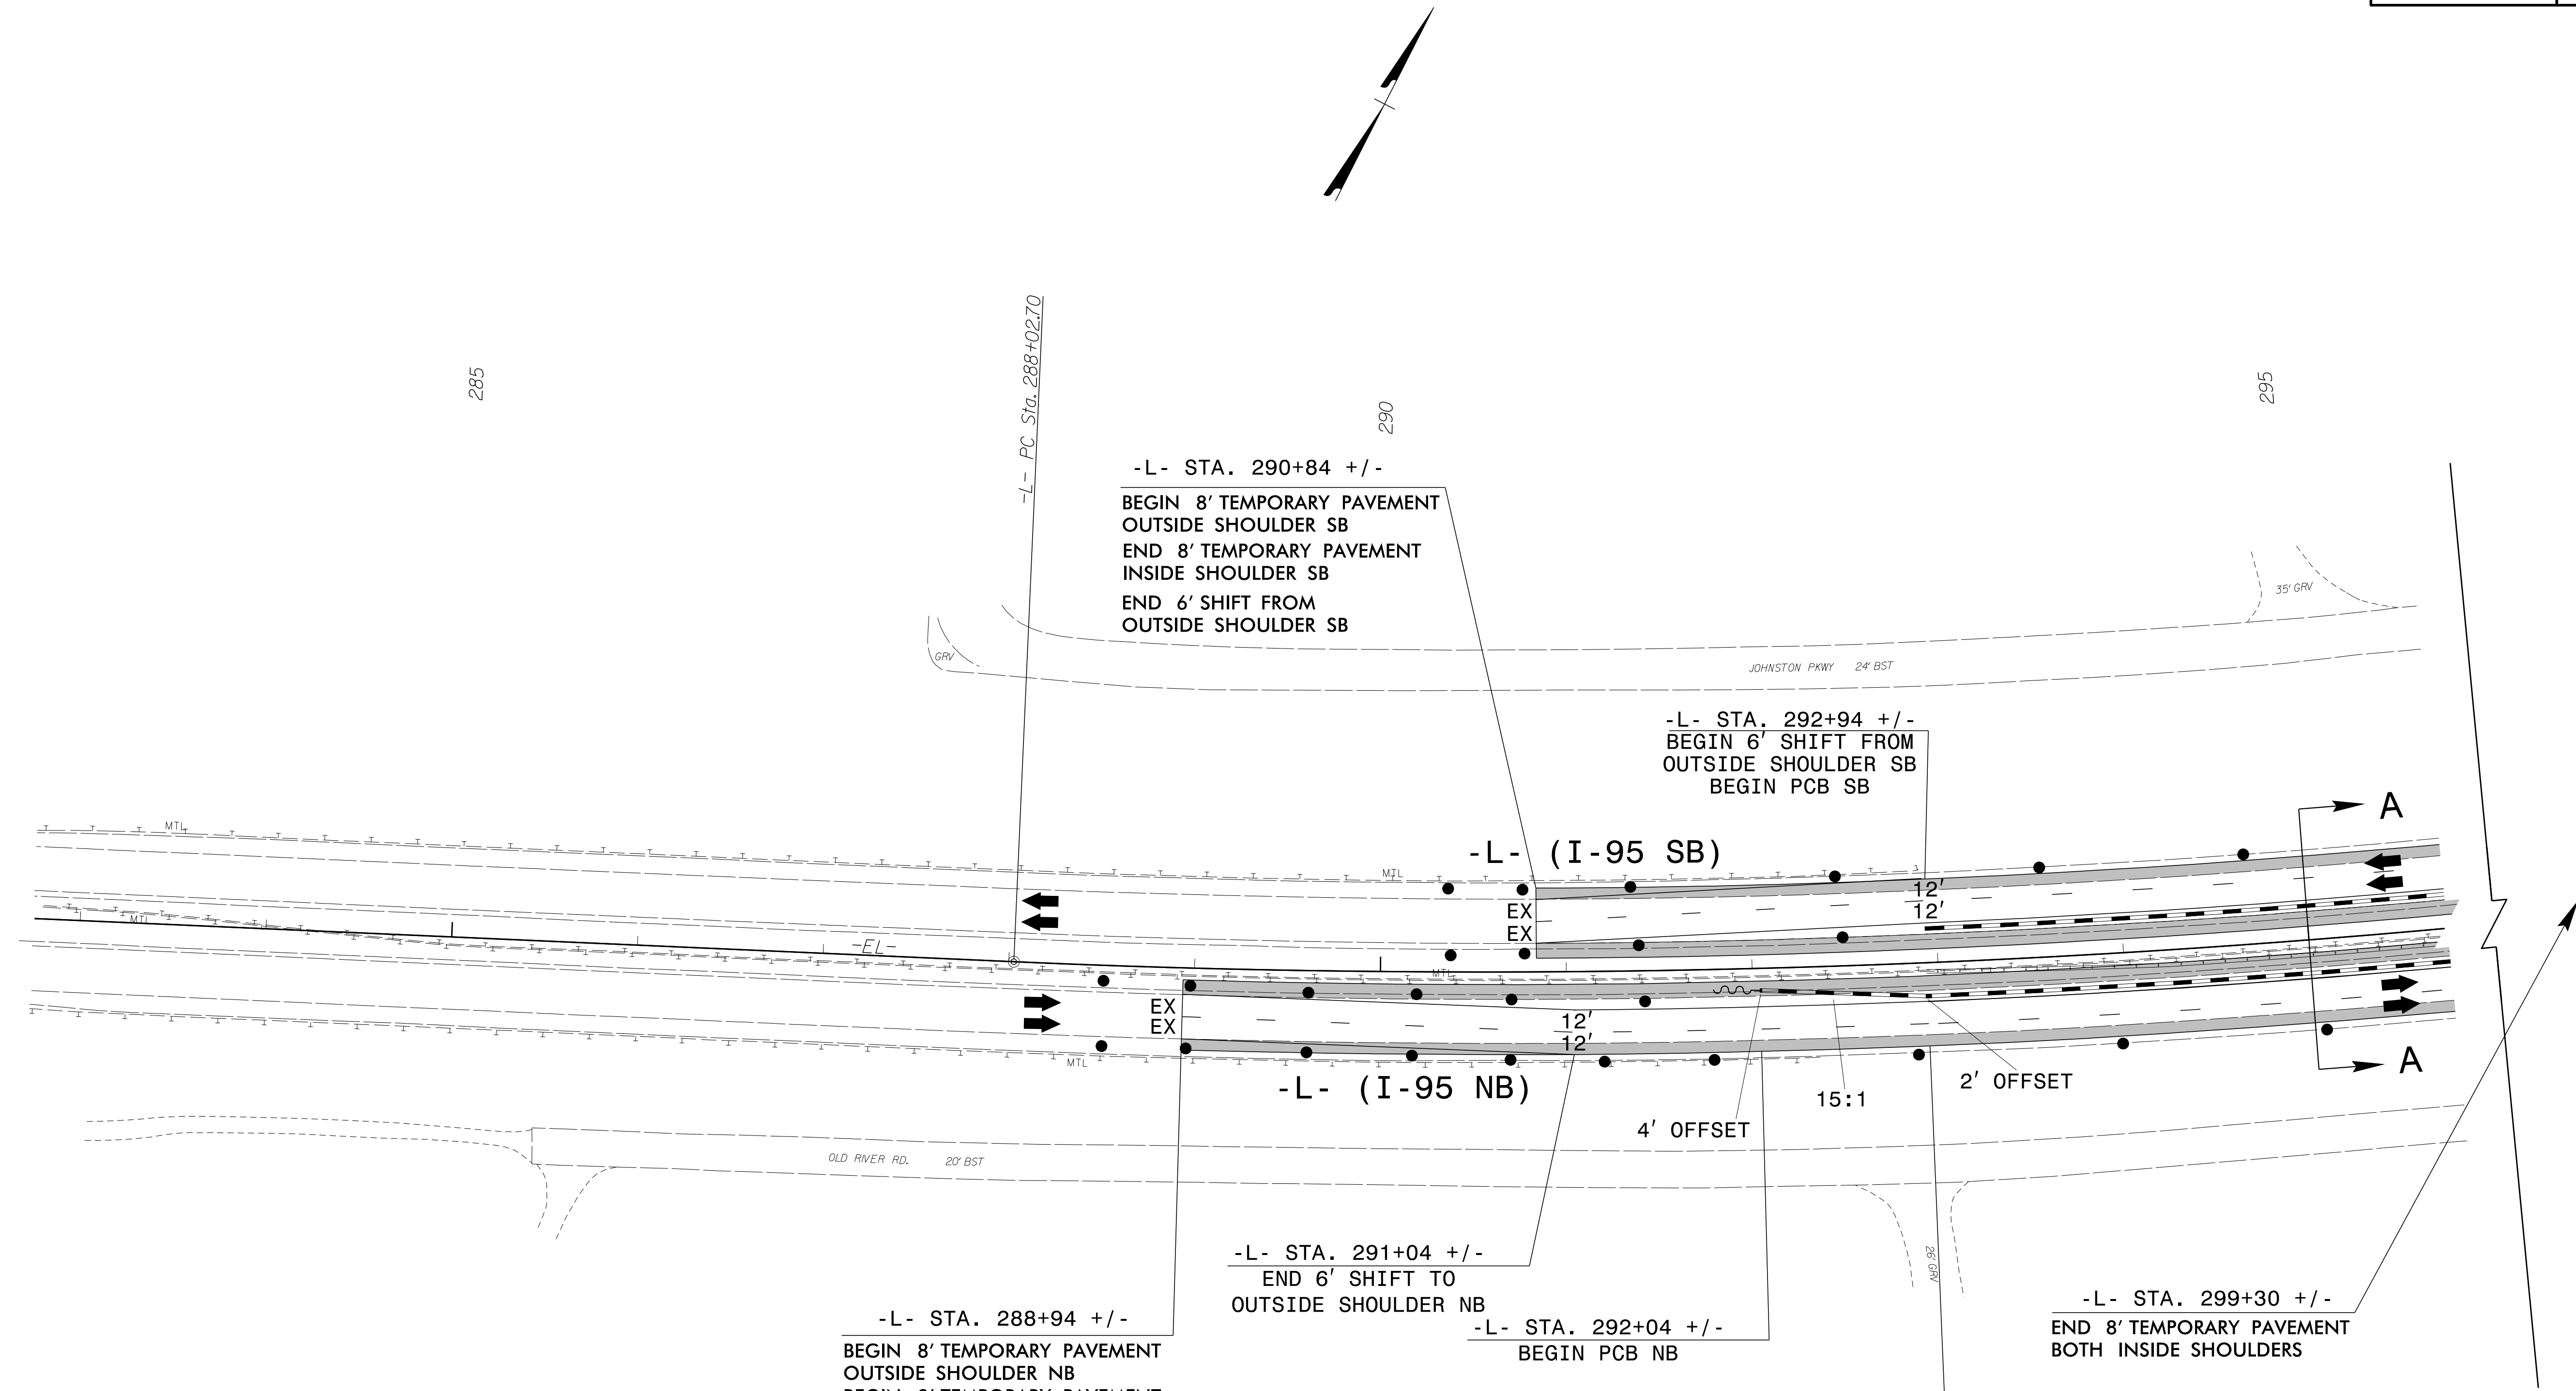 -L- PC Sta. 288+02.70
285
290
295
-L- STA. 290+84 +/-
BEGIN 8' TEMPORARY PAVEMENT
OUTSIDE SHOULDER SB
END 8' TEMPORARY PAVEMENT
INSIDE SHOULDER SB
END 6' SHIFT FROM
OUTSIDE SHOULDER SB
35' GRV
GRV
JOHNSTON PKWY 24' BST
-L- STA. 292+94 +/-
BEGIN 6' SHIFT FROM
OUTSIDE SHOULDER SB
BEGIN PCB SB
A
MTL
-L- (I-95 SB)
MTL
12'
12'
EX
EX
MTL
-EL-
MTL
EX
EX
12'
12'
MTL
-L- (I-95 NB)
A
2' OFFSET
15:1
4' OFFSET
OLD RIVER RD. 20' BST
26' GRV
-L- STA. 291+04 +/-
END 6' SHIFT TO
OUTSIDE SHOULDER NB
-L- STA. 288+94 +/-
BEGIN 8' TEMPORARY PAVEMENT
OUTSIDE SHOULDER NB
BEGIN 8' TEMPORARY PAVEMENT
-L- STA. 292+04 +/-
BEGIN PCB NB
-L- STA. 299+30 +/-
END 8' TEMPORARY PAVEMENT
BOTH INSIDE SHOULDERS